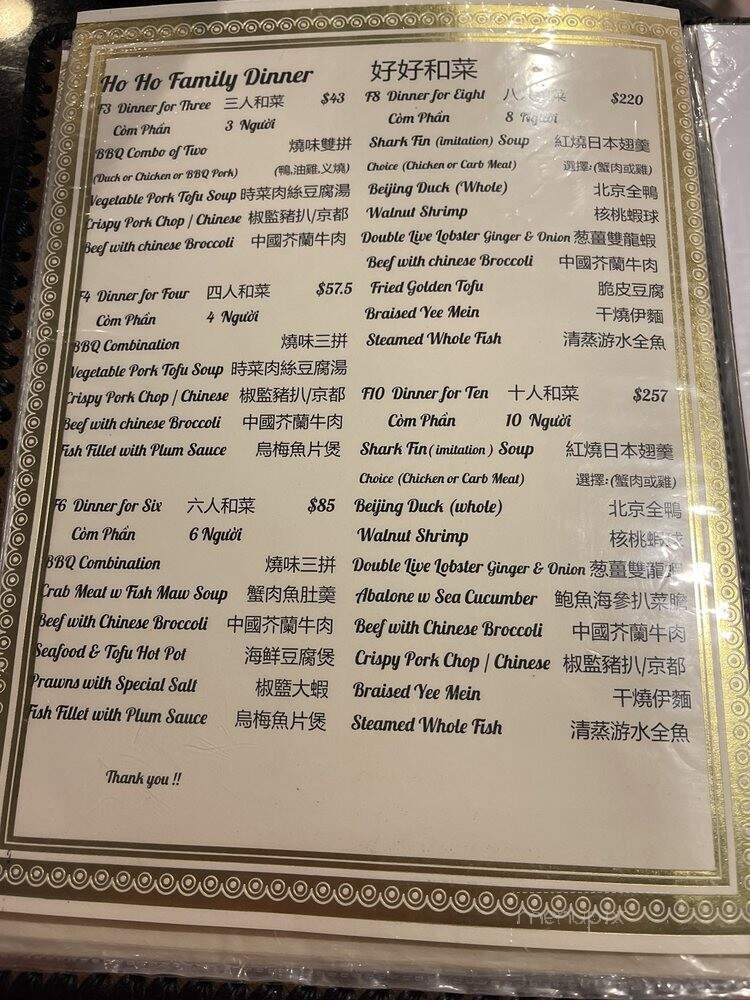 Ho Ho Family Dinner
F3 Dinner for Three 三人和菜 $43
Còm Phần 3 Người
BBQ Combo of Two 燒味雙拼
(Duck or Chicken or BBQ Pork) (鴨,油雞.义燒)
Vegetable Pork Tofu Soup 時菜肉絲豆腐湯
Crispy Pork Chop / Chinese 椒監豬扒/京都
Beef with chinese Broccoli 中國芥蘭牛肉
F4 Dinner for Four 四人和菜 $57.5
Còm Phần 4 Người
BBQ Combination 燒味三拼
Vegetable Pork Tofu Soup 時菜肉絲豆腐湯
Crispy Pork Chop / Chinese 椒監豬扒/京都
Beef with chinese Broccoli 中國芥蘭牛肉
Fish Fillet with Plum Sauce 烏梅魚片煲
F6 Dinner for Six 六人和菜 $85
Còm Phần 6 Người
BBQ Combination 燒味三拼
Crab Meat w Fish Maw Soup 蟹肉魚肚羹
Beef with Chinese Broccoli 中國芥蘭牛肉
Seafood & Tofu Hot Pot 海鮮豆腐煲
Prawns with Special Salt 椒鹽大蝦
Fish Fillet with Plum Sauce 烏梅魚片煲
Thank you !!
好好和菜
F8 Dinner for Eight 八 和菜 $220
Còm Phần 8 Người
Shark Fin (imitation) Soup 紅燒日本翅羹
Choice (Chicken or Carb Meat) 選擇:(蟹肉或雞)
Beijing Duck (Whole) 北京全鴨
Walnut Shrimp 核桃蝦球
Double Live Lobster Ginger & Onion 葱薑雙龍蝦
Beef with chinese Broccoli 中國芥蘭牛肉
Fried Golden Tofu 脆皮豆腐
Braised Yee Mein 干燒伊麵
Steamed Whole Fish 清蒸游水全魚
F10 Dinner for Ten 十人和菜 $257
Còm Phần 10 Người
Shark Fin( imitation ) Soup 紅燒日本翅羹
Choice (Chicken or Carb Meat) 選擇:(蟹肉或雞)
Beijing Duck (whole) 北京全鴨
Walnut Shrimp 核桃蝦球
Double Live Lobster Ginger & Onion 葱薑雙龍蝦
Abalone w Sea Cucumber 鮑魚海參扒菜膽
Beef with Chinese Broccoli 中國芥蘭牛肉
Crispy Pork Chop / Chinese 椒監豬扒/京都
Braised Yee Mein 干燒伊麵
Steamed Whole Fish 清蒸游水全魚
menupix